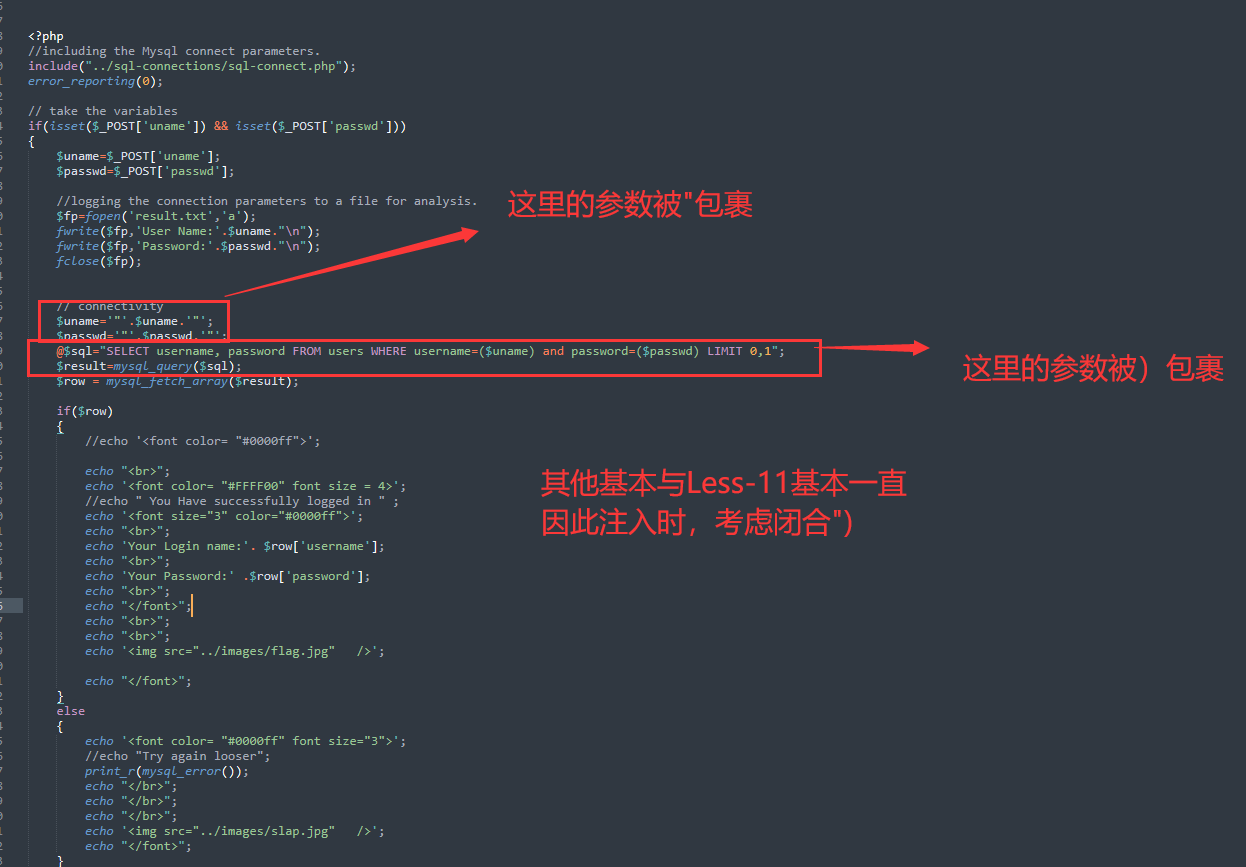 <?php
//including the Mysql connect parameters.
include("../sql-connections/sql-connect.php");
error_reporting(0);
// take the variables
if(isset($_POST['uname']) && isset($_POST['passwd']))
{
$uname=$_POST['uname'];
$passwd=$_POST['passwd'];
这里的参数被"包裹
//logging the connection parameters to a file for analysis.
$fp=fopen('result.txt','a');
fwrite($fp,'User Name:'.$uname."\n");
fwrite($fp,'Password:'.$passwd."\n");
fclose($fp);
// connectivity
$uname='"'.$uname.'"';
$passwd='"'.$passwd.'"';
@$sql="SELECT username, password FROM users WHERE username=($uname) and password=($passwd) LIMIT 0,1";
$result=mysql_query($sql);
这里的参数被）包裹
$row = mysql_fetch_array($result);
if($row)
{
//echo '<font color= "#0000ff">';
echo "<br>";
echo '<font color= "#FFFF00" font size = 4>';
其他基本与Less-11基本一直
//echo " You Have successfully logged in " ;
echo '<font size="3" color="#0000ff">';
因此注入时，考虑闭合")
echo "<br>";
echo 'Your Login name:'. $row['username'];
echo "<br>";
echo 'Your Password:' .$row['password'];
echo "<br>";
echo "</font>";
echo "<br>";
echo "<br>";
echo '<img src="../images/flag.jpg"   />';
echo "</font>";
}
else
{
echo '<font color= "#0000ff" font size="3">';
//echo "Try again looser";
print_r(mysql_error());
echo "</br>";
echo "</br>";
echo "</br>";
echo '<img src="../images/slap.jpg"   />';
echo "</font>";
}